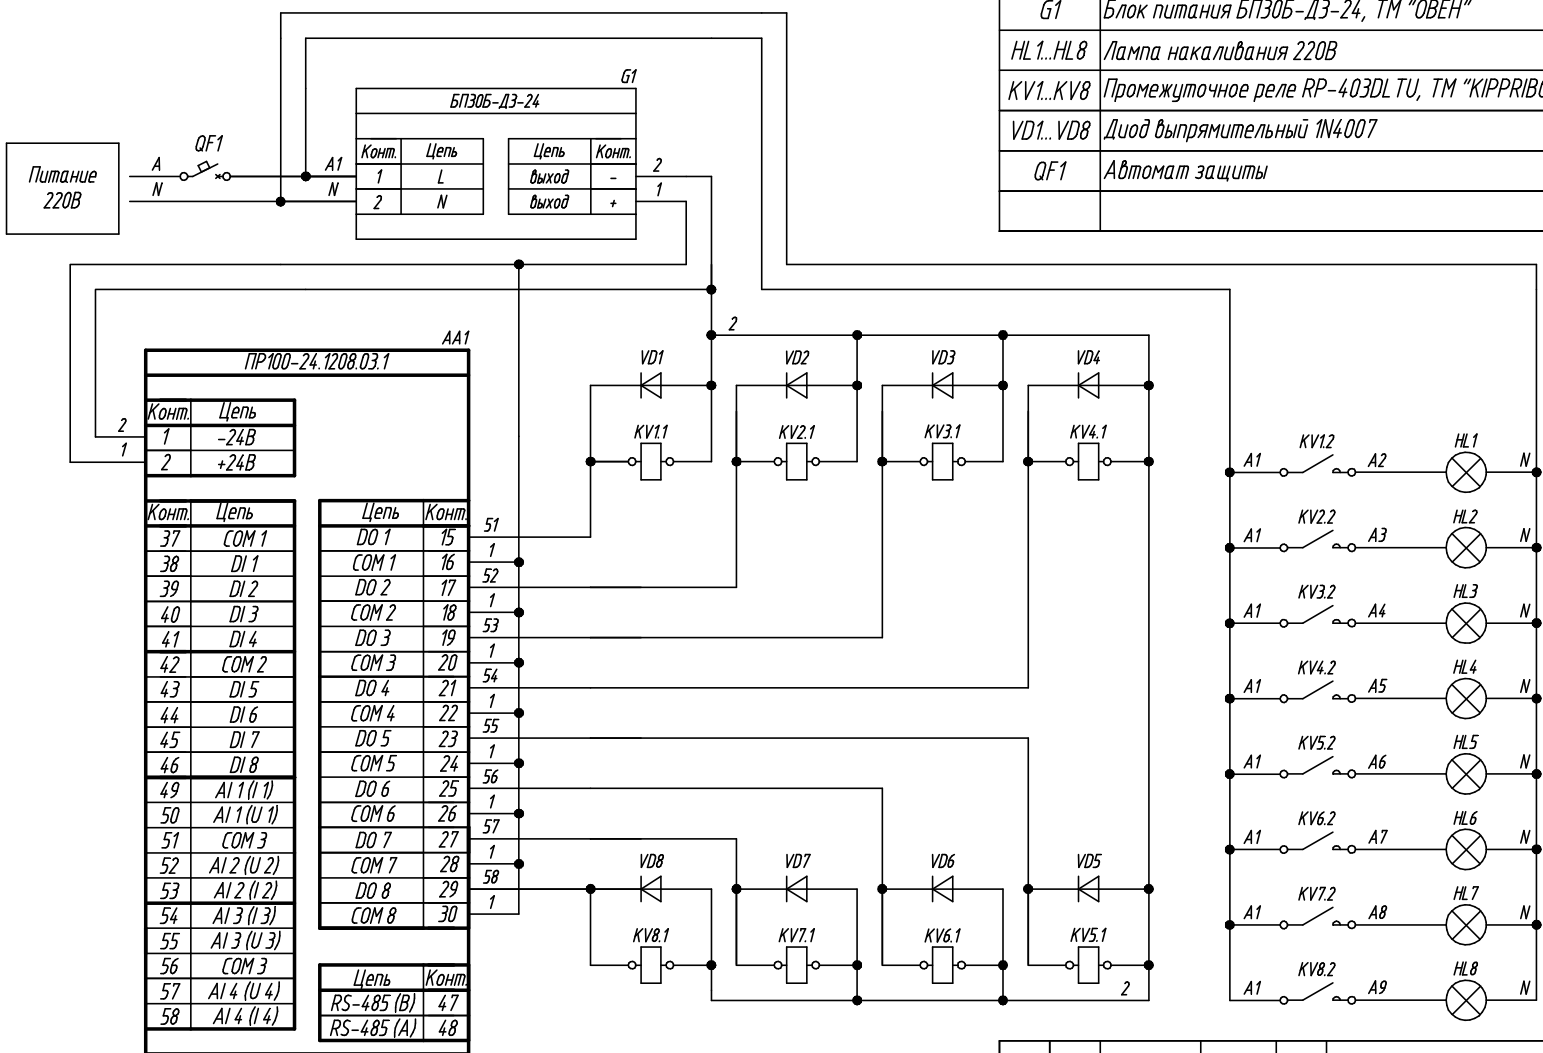 G1 Блок питания БП30Б-Д3-24, ТМ "ОВЕН"
HL1...HL8 Лампа накаливания 220В
KV1...KV8 Промежуточное реле RP-403DLTU, ТМ "KIPPRIB
VD1...VD8 Диод выпрямительный 1N4007
QF1 Автомат защиты
G1
БП30Б-Д3-24
Конт. Цепь Цепь Конт.
1 L выход -
2 N выход +
Питание
220В
A QF1 A1 2
N N 1
2
AA1
ПР100-24.1208.03.1
Конт. Цепь
1 -24В
2 +24В
2
1
Конт. Цепь
37 COM 1
38 DI 1
39 DI 2
40 DI 3
41 DI 4
42 COM 2
43 DI 5
44 DI 6
45 DI 7
46 DI 8
49 AI 1 (I 1)
50 AI 1 (U 1)
51 COM 3
52 AI 2 (U 2)
53 AI 2 (I 2)
54 AI 3 (I 3)
55 AI 3 (U 3)
56 COM 3
57 AI 4 (U 4)
58 AI 4 (I 4)
Цепь Конт.
DO 1 15 51
COM 1 16 1
DO 2 17 52
COM 2 18 1
DO 3 19 53
COM 3 20 1
DO 4 21 54
COM 4 22 1
DO 5 23 55
COM 5 24 1
DO 6 25 56
COM 6 26 1
DO 7 27 57
COM 7 28 1
DO 8 29 58
COM 8 30 1
Цепь Конт.
RS-485 (B) 47
RS-485 (A) 48
VD1 VD2 VD3 VD4
KV1.1 KV2.1 KV3.1 KV4.1
VD8 VD7 VD6 VD5
KV8.1 KV7.1 KV6.1 KV5.1
2
A1 KV1.2 A2 HL1 N
A1 KV2.2 A3 HL2 N
A1 KV3.2 A4 HL3 N
A1 KV4.2 A5 HL4 N
A1 KV5.2 A6 HL5 N
A1 KV6.2 A7 HL6 N
A1 KV7.2 A8 HL7 N
A1 KV8.2 A9 HL8 N